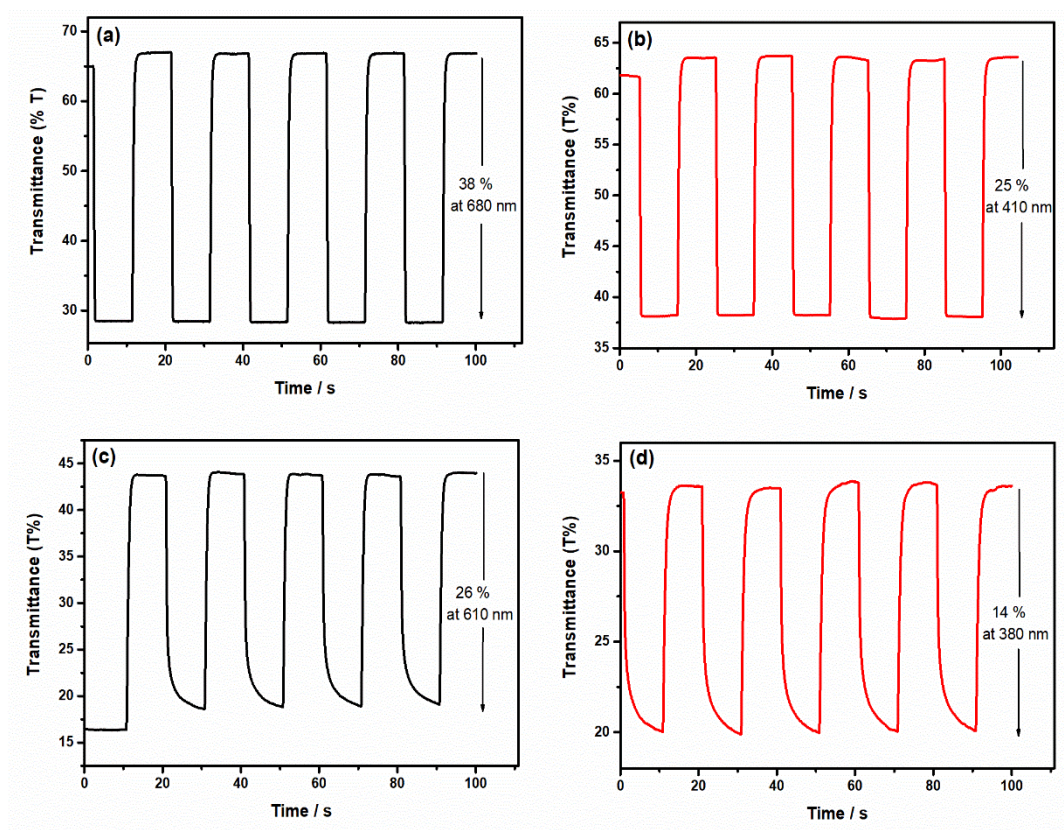 (a)
70
60
50
40
30
Transmittance (% T)
38 %
at 680 nm
0 20 40 60 80 100
Time / s
(b)
65
60
55
50
45
40
35
Transmittance (T%)
25 %
at 410 nm
0 20 40 60 80 100
Time / s
(c)
45
40
35
30
25
20
15
Transmittance (T%)
26 %
at 610 nm
0 20 40 60 80 100
Time / s
(d)
35
30
25
20
Transmittance (T%)
14 %
at 380 nm
0 20 40 60 80 100
Time / s